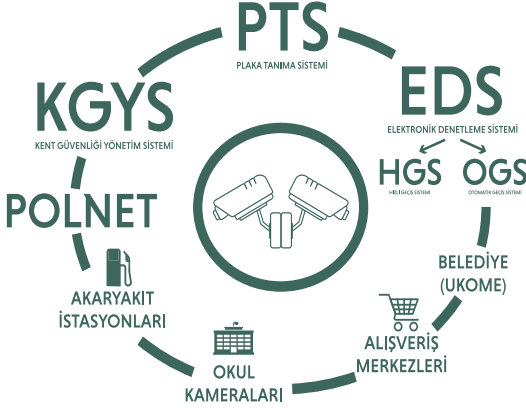 PTS
PLAKA TANIMA SİSTEMİ
KGYS
KENT GÜVENLİĞİ YÖNETİM SİSTEMİ
EDS
ELEKTRONİK DENETLEME SİSTEMİ
HGS
HIZLI GEÇİŞ SİSTEMİ
OGS
OTOMATİK GEÇİŞ SİSTEMİ
POLNET
BELEDİYE
(UKOME)
AKARYAKIT
İSTASYONLARI
ALIŞVERİŞ
MERKEZLERİ
OKUL
KAMERALARI